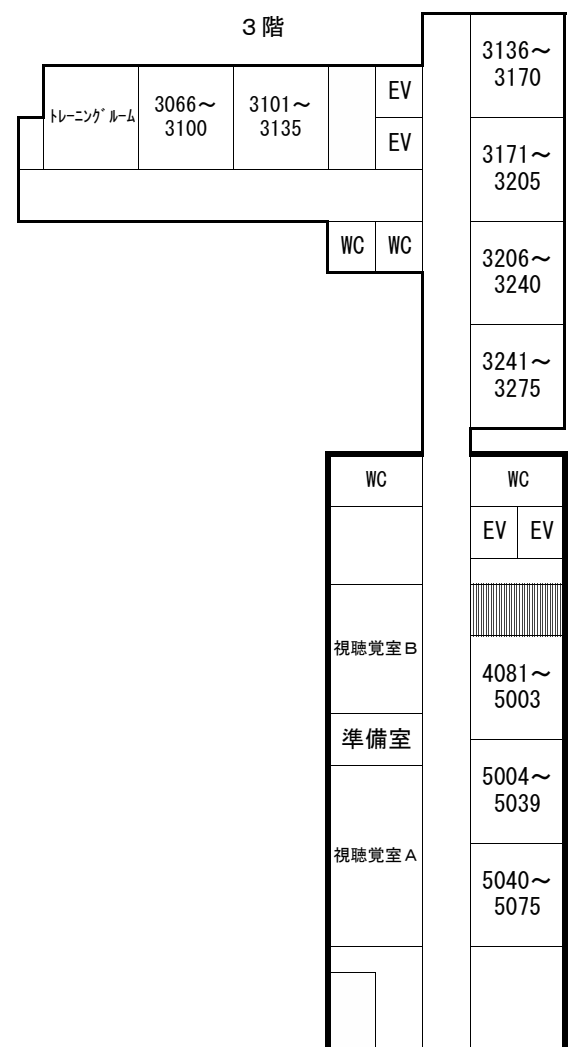 ３階
ﾄﾚｰﾆﾝｸﾞﾙｰﾑ
3066～
3100
3101～
3135
EV
EV
3136～
3170
3171～
3205
WC
WC
3206～
3240
3241～
3275
WC
WC
EV
EV
視聴覚室Ｂ
4081～
5003
準備室
5004～
5039
視聴覚室Ａ
5040～
5075